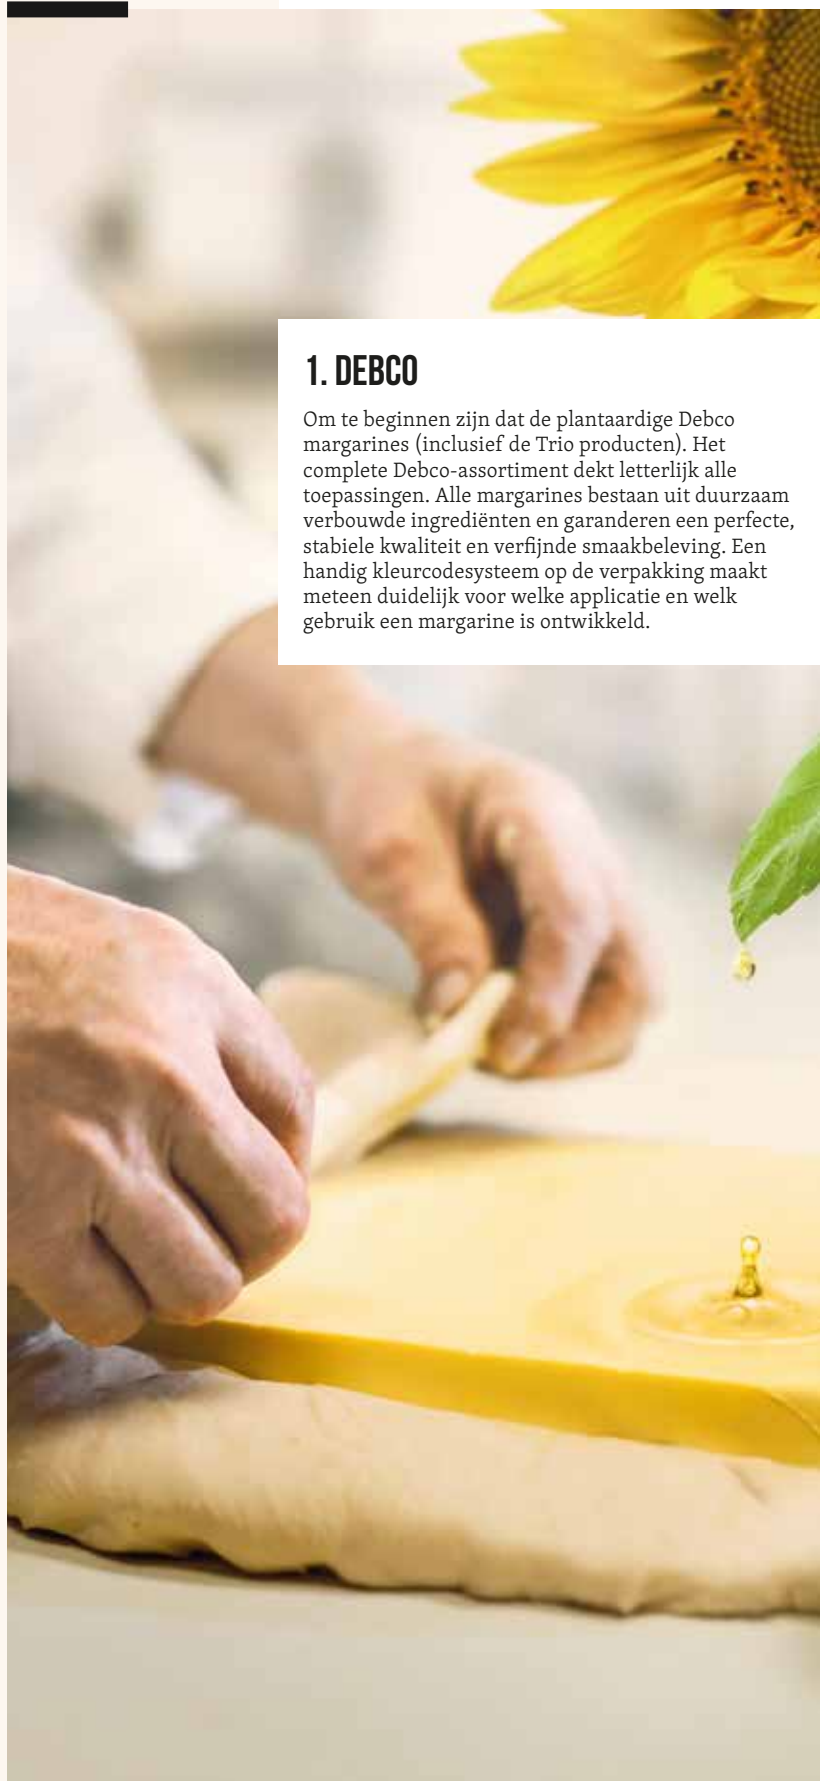 1. DEBCO
Om te beginnen zijn dat de plantaardige Debco
margarines (inclusief de Trio producten). Het
complete Debco-assortiment dekt letterlijk alle
toepassingen. Alle margarines bestaan uit duurzaam
verbouwde ingrediënten en garanderen een perfecte,
stabiele kwaliteit en verfijnde smaakbeleving. Een
handig kleurcodesysteem op de verpakking maakt
meteen duidelijk voor welke applicatie en welk
gebruik een margarine is ontwikkeld.